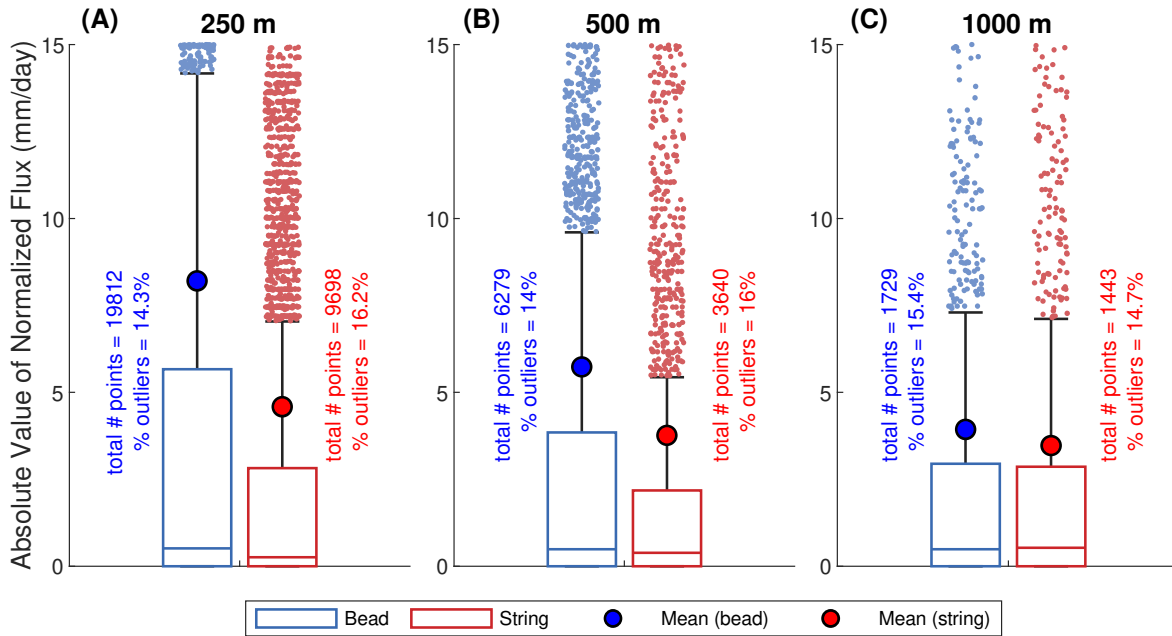 (A) 250 m
(B) 500 m
(C) 1000 m
Absolute Value of Normalized Flux (mm/day)
15
10
5
0
total # points = 19812
% outliers = 14.3%
total # points = 9698
% outliers = 16.2%
15
10
5
0
total # points = 6279
% outliers = 14%
total # points = 3640
% outliers = 16%
15
10
5
0
total # points = 1729
% outliers = 15.4%
total # points = 1443
% outliers = 14.7%
Bead String Mean (bead) Mean (string)